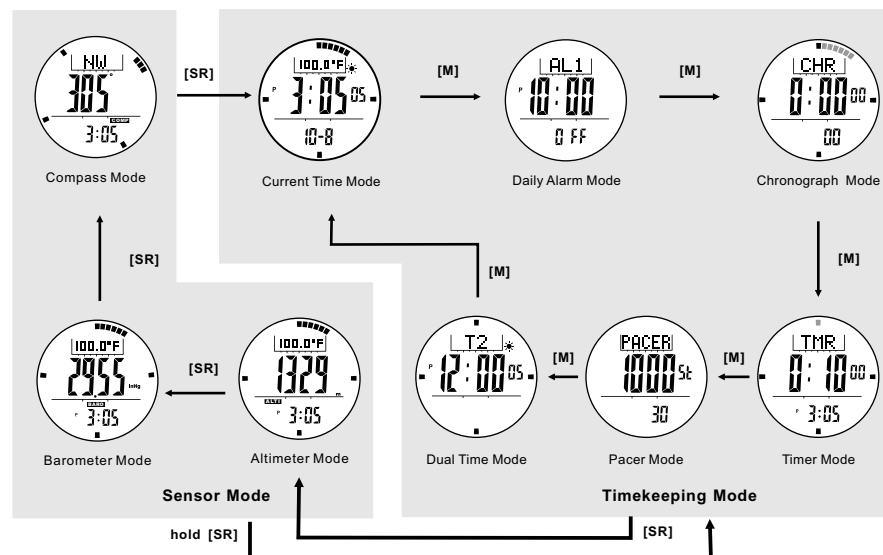 NW
305°
COMP
3:05
Compass Mode
[SR]
100.0°F
P 3:05 05
10-8
Current Time Mode
[M]
AL1
P 10:00
OFF
Daily Alarm Mode
[M]
CHR
0:00 00
00
Chronograph Mode
[SR]
[M]
[M]
100.0°F
2955 inHg
BARO
P 3:05
Barometer Mode
[SR]
100.0°F
1329 m
ALTI
P 3:05
Altimeter Mode
T2
P 12:00 05
Dual Time Mode
[M]
PACER
1000 St
30
Pacer Mode
[M]
TMR
0:10 00
P 3:05
Timer Mode
Sensor Mode
Timekeeping Mode
hold [SR]
[SR]